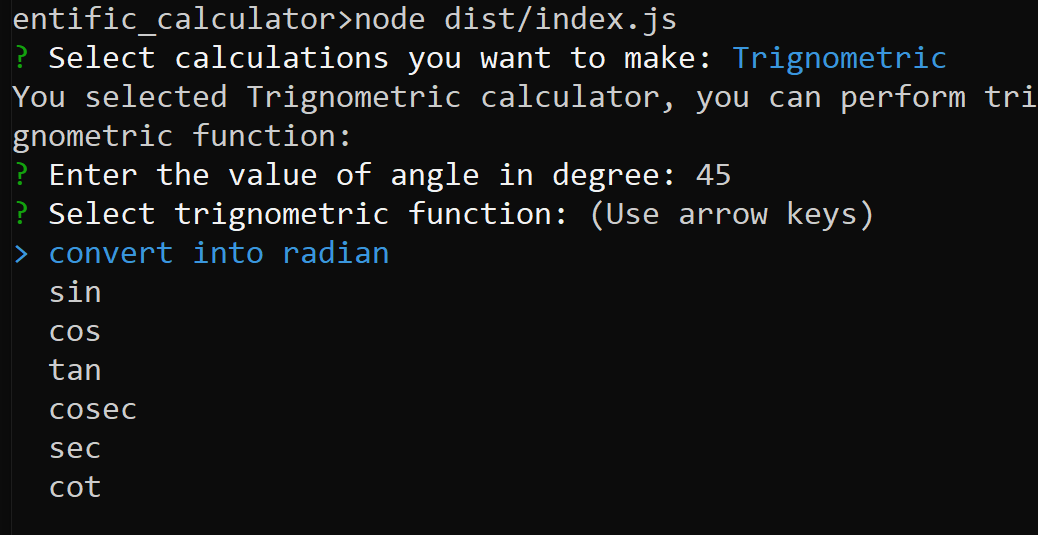 entific_calculator>node dist/index.js
? Select calculations you want to make: Trignometric
You selected Trignometric calculator, you can perform tri
gnometric function:
? Enter the value of angle in degree: 45
? Select trignometric function: (Use arrow keys)
> convert into radian
sin
cos
tan
cosec
sec
cot